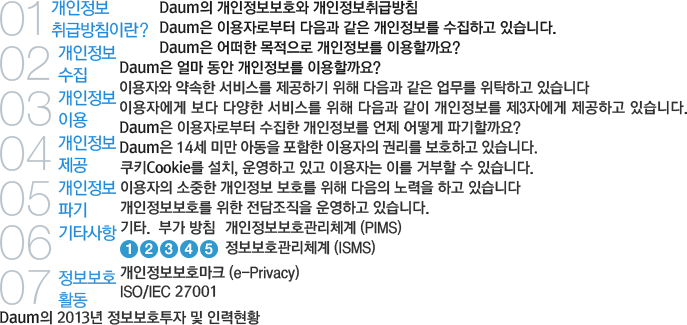 01 개인정보 취급방침이란?
Daum의 개인정보보호와 개인정보취급방침
Daum은 이용자로부터 다음과 같은 개인정보를 수집하고 있습니다.
Daum은 어떠한 목적으로 개인정보를 이용할까요?
02 개인정보 수집
Daum은 얼마 동안 개인정보를 이용할까요?
이용자와 약속한 서비스를 제공하기 위해 다음과 같은 업무를 위탁하고 있습니다
03 개인정보 이용
이용자에게 보다 다양한 서비스를 위해 다음과 같이 개인정보를 제3자에게 제공하고 있습니다.
Daum은 이용자로부터 수집한 개인정보를 언제 어떻게 파기할까요?
04 개인정보 제공
Daum은 14세 미만 아동을 포함한 이용자의 권리를 보호하고 있습니다.
쿠키Cookie를 설치, 운영하고 있고 이용자는 이를 거부할 수 있습니다.
05 개인정보 파기
이용자의 소중한 개인정보 보호를 위해 다음의 노력을 하고 있습니다
개인정보보호를 위한 전담조직을 운영하고 있습니다.
06 기타사항
기타. 부가 방침 개인정보보호관리체계 (PIMS)
1 2 3 4 5 정보보호관리체계 (ISMS)
07 정보보호 활동
개인정보보호마크 (e-Privacy)
ISO/IEC 27001
Daum의 2013년 정보보호투자 및 인력현황